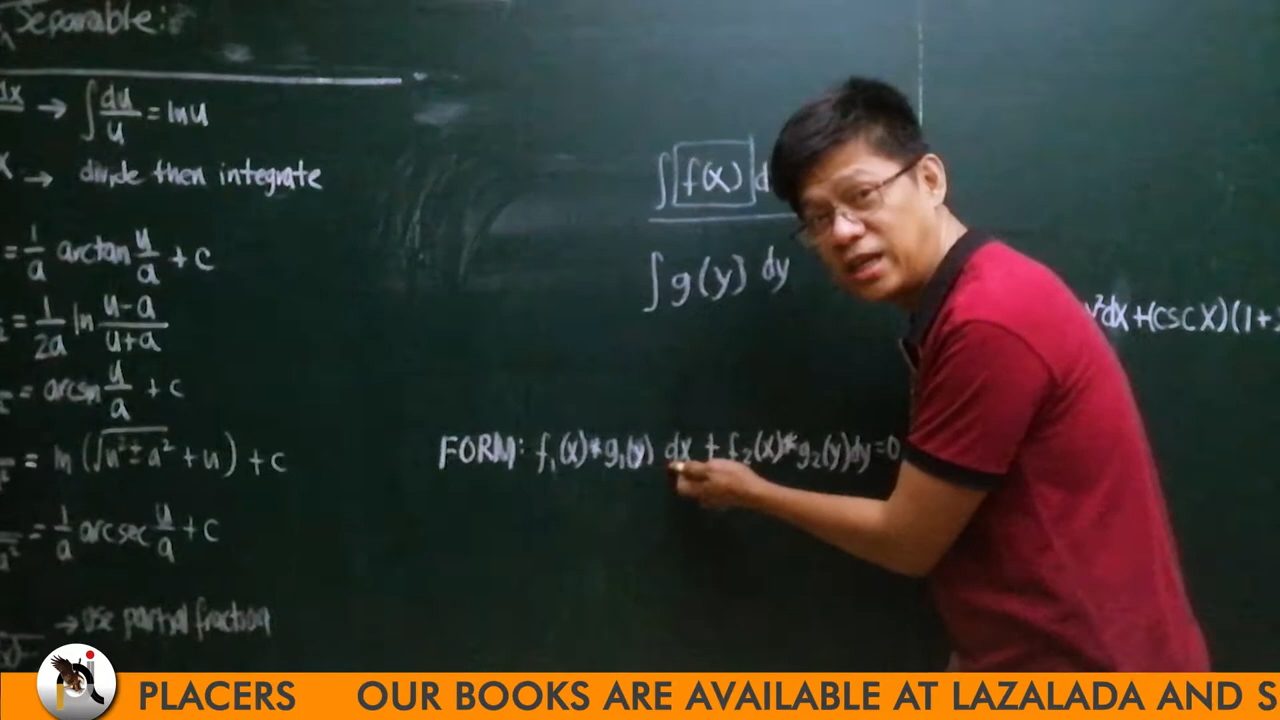 Separable:
dx → ∫ du/u = ln u
x → divide then integrate
= 1/a arctan u/a + c
= 1/2a ln u-a/u+a
= arcsin u/a + c
= ln (√u²±a² + u) + c
= 1/a arcsec u/a + c
→ use partial fraction
∫ f(x) d
∫ g(y) dy
FORM: f₁(x)*g₁(y) dx + f₂(x)*g₂(y)dy=0
y²dx+(cscx)(1+
PLACERS OUR BOOKS ARE AVAILABLE AT LAZALADA AND S